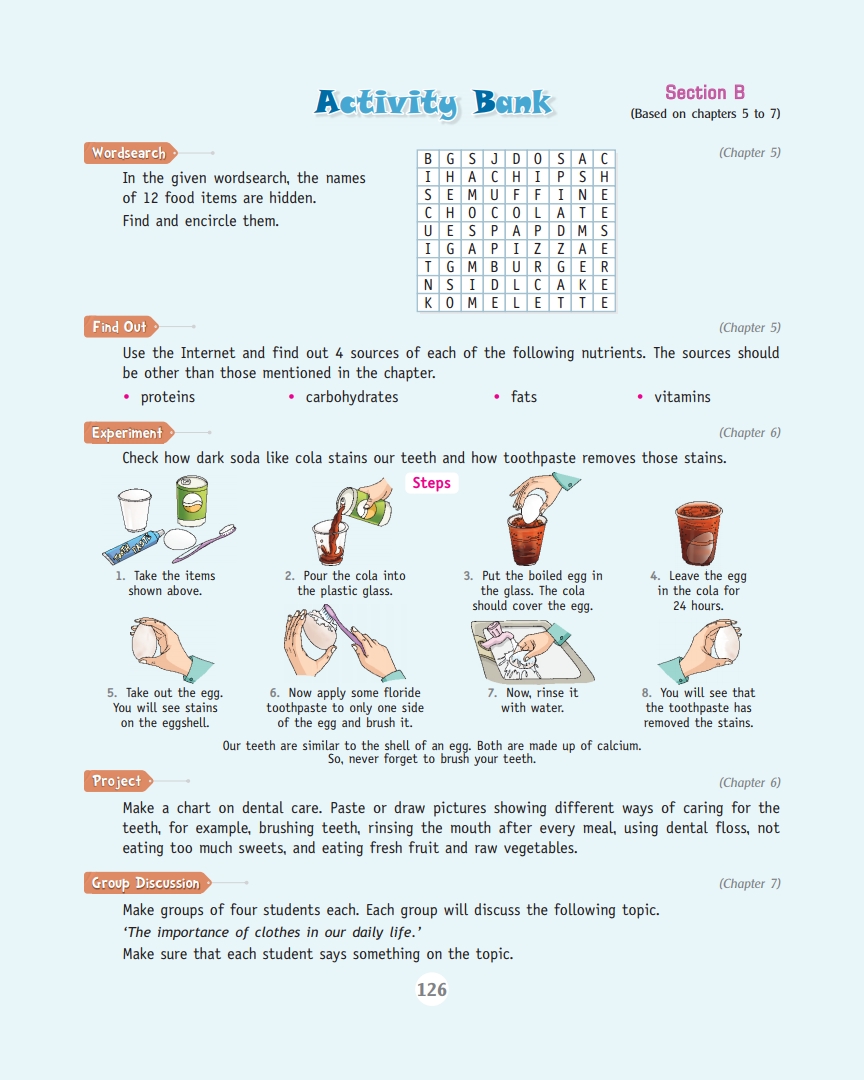 Activity Bank
Section B
(Based on chapters 5 to 7)
Wordsearch
(Chapter 5)
In the given wordsearch, the names
of 12 food items are hidden.
Find and encircle them.
B G S J D O S A C
I H A C H I P S H
S E M U F F I N E
C H O C O L A T E
U E S P A P D M S
I G A P I Z Z A E
T G M B U R G E R
N S I D L C A K E
K O M E L E T T E
Find Out
(Chapter 5)
Use the Internet and find out 4 sources of each of the following nutrients. The sources should
be other than those mentioned in the chapter.
• proteins • carbohydrates • fats • vitamins
Experiment
(Chapter 6)
Check how dark soda like cola stains our teeth and how toothpaste removes those stains.
Steps
1. Take the items
shown above.
2. Pour the cola into
the plastic glass.
3. Put the boiled egg in
the glass. The cola
should cover the egg.
4. Leave the egg
in the cola for
24 hours.
5. Take out the egg.
You will see stains
on the eggshell.
6. Now apply some floride
toothpaste to only one side
of the egg and brush it.
7. Now, rinse it
with water.
8. You will see that
the toothpaste has
removed the stains.
Our teeth are similar to the shell of an egg. Both are made up of calcium.
So, never forget to brush your teeth.
Project
(Chapter 6)
Make a chart on dental care. Paste or draw pictures showing different ways of caring for the
teeth, for example, brushing teeth, rinsing the mouth after every meal, using dental floss, not
eating too much sweets, and eating fresh fruit and raw vegetables.
Group Discussion
(Chapter 7)
Make groups of four students each. Each group will discuss the following topic.
‘The importance of clothes in our daily life.’
Make sure that each student says something on the topic.
126